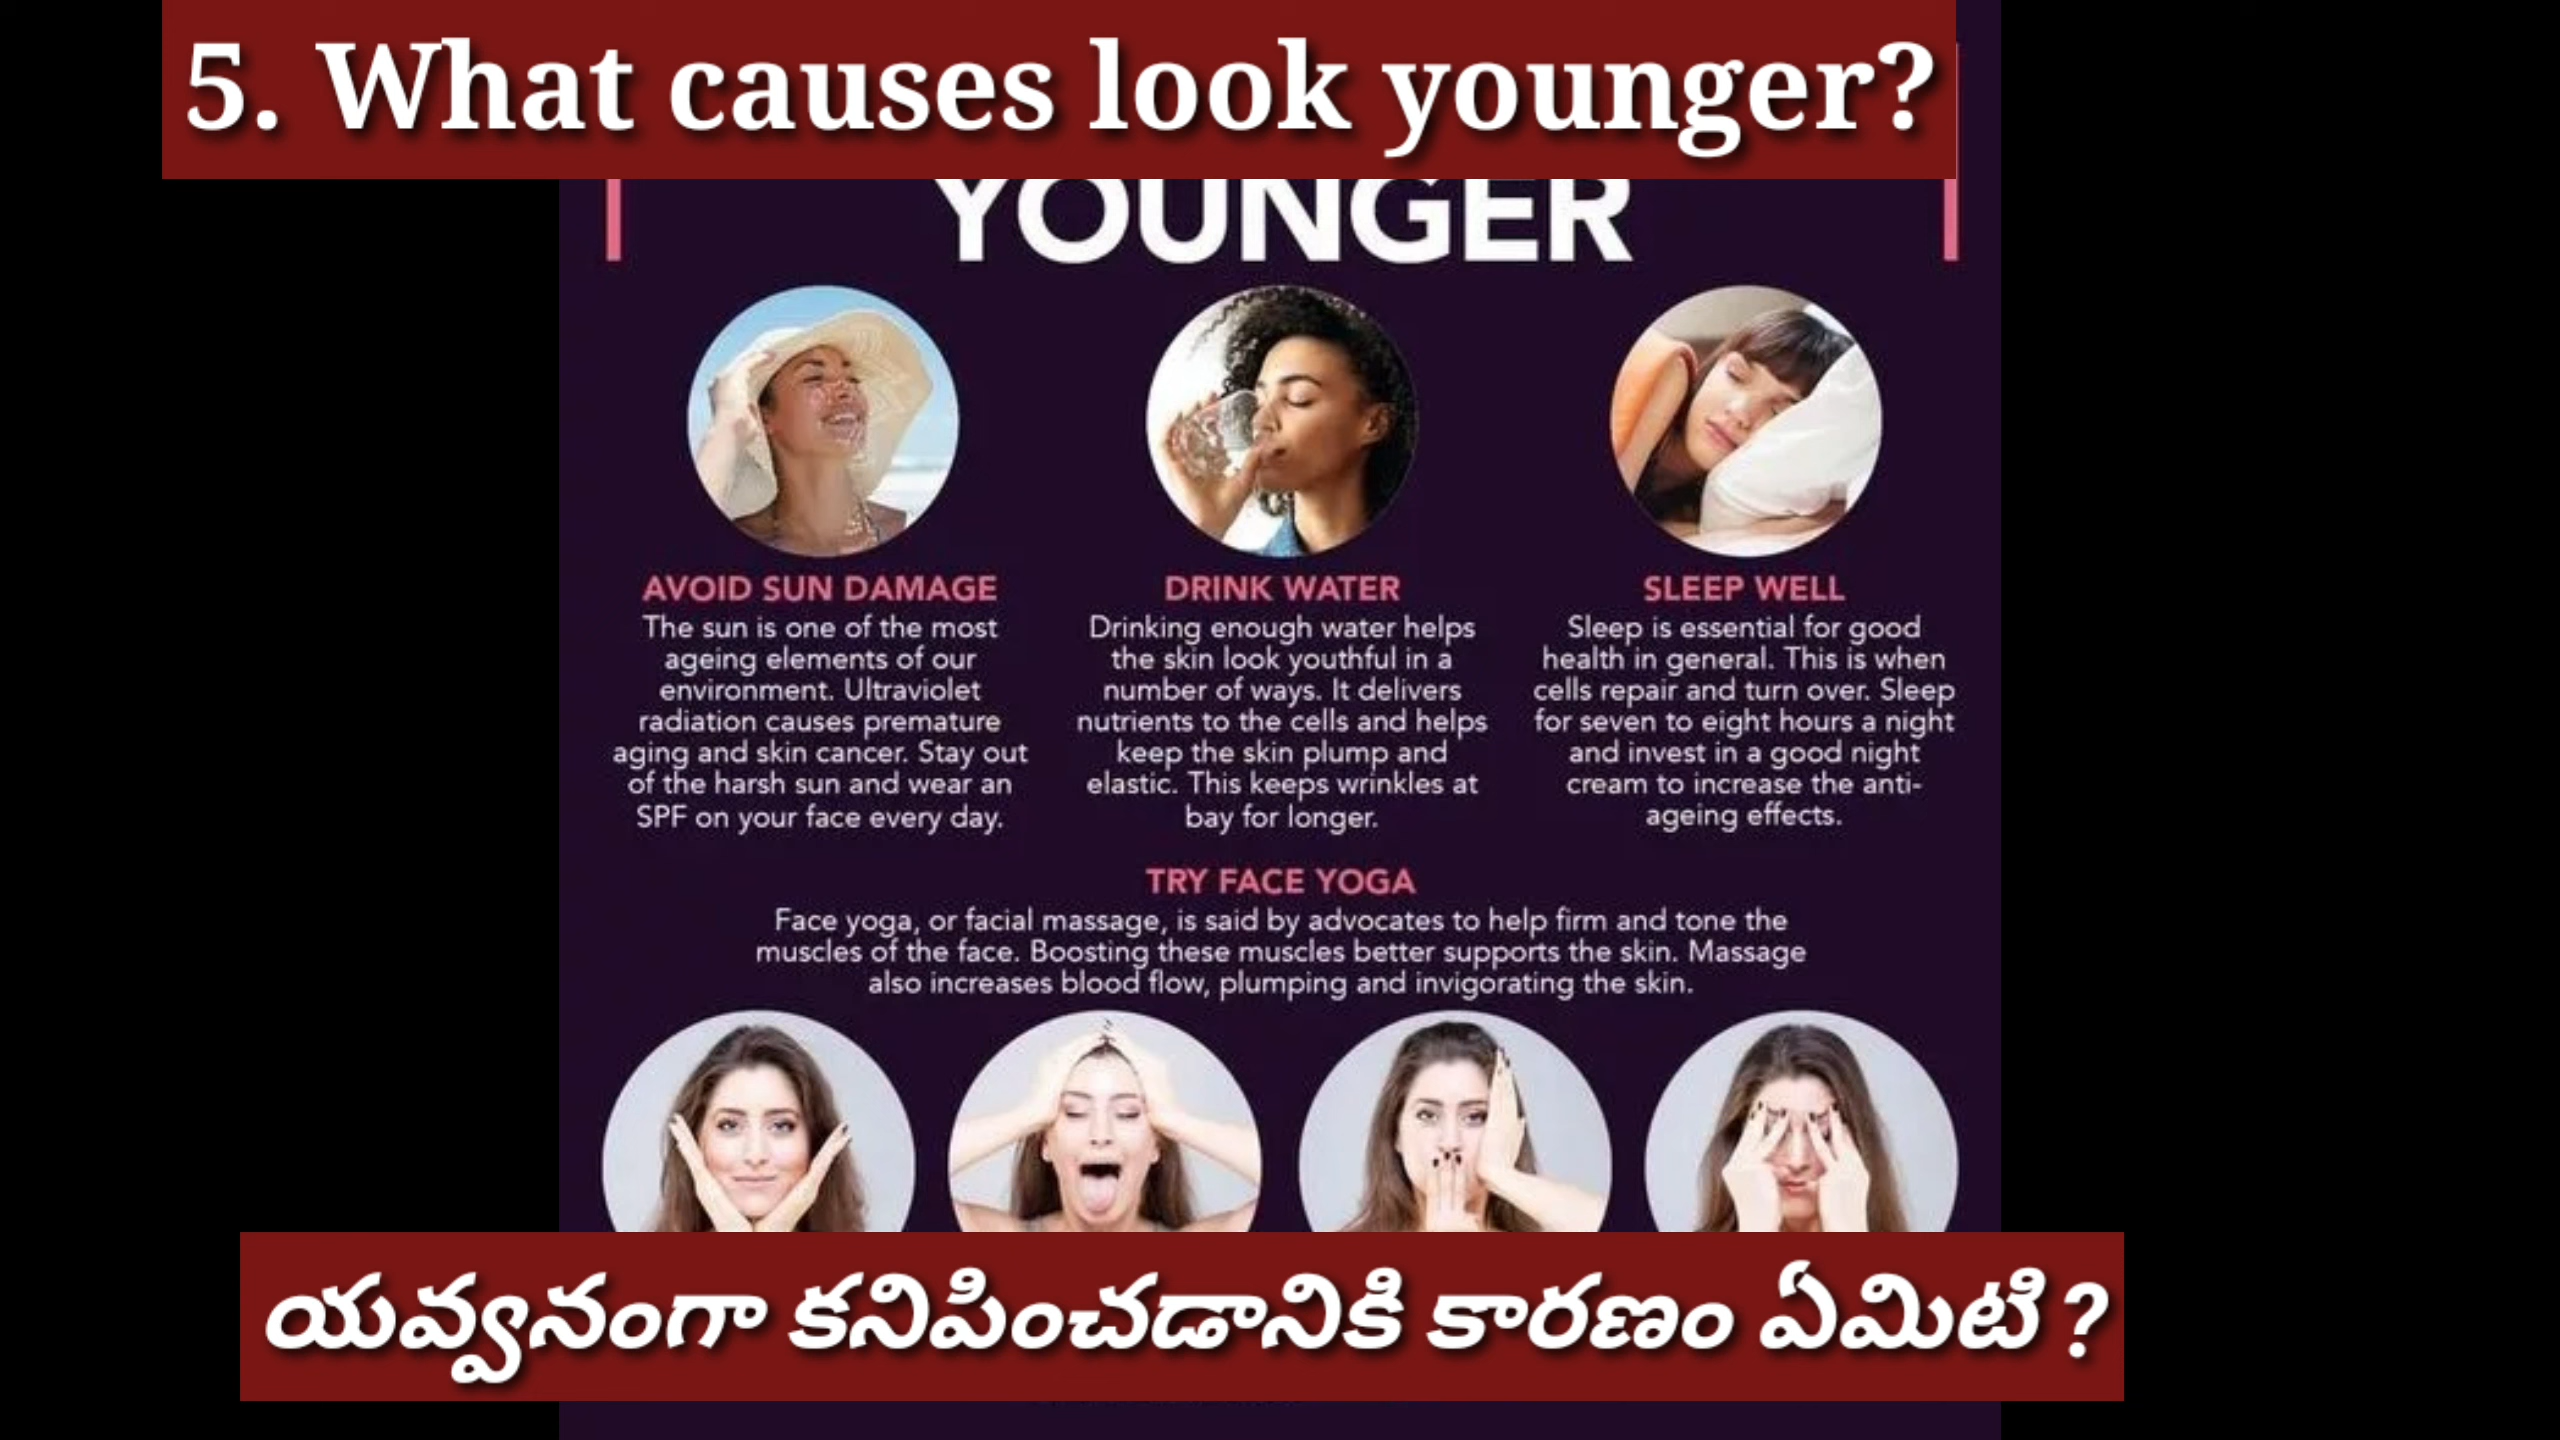 5. What causes look younger?
YOUNGER
AVOID SUN DAMAGE
The sun is one of the most
ageing elements of our
environment. Ultraviolet
radiation causes premature
aging and skin cancer. Stay out
of the harsh sun and wear an
SPF on your face every day.
DRINK WATER
Drinking enough water helps
the skin look youthful in a
number of ways. It delivers
nutrients to the cells and helps
keep the skin plump and
elastic. This keeps wrinkles at
bay for longer.
SLEEP WELL
Sleep is essential for good
health in general. This is when
cells repair and turn over. Sleep
for seven to eight hours a night
and invest in a good night
cream to increase the anti-
ageing effects.
TRY FACE YOGA
Face yoga, or facial massage, is said by advocates to help firm and tone the
muscles of the face. Boosting these muscles better supports the skin. Massage
also increases blood flow, plumping and invigorating the skin.
యవ్వనంగా కనిపించడానికి కారణం ఏమిటి ?